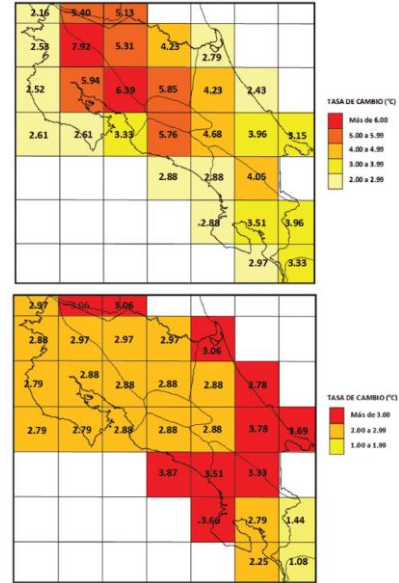 2.16 5.40 5.13
2.53 7.92 5.31 4.23
2.79
2.52 5.94 6.39 5.85 4.23 2.43
2.61 2.61 3.33 5.76 4.68 3.96 3.15
2.88 2.88 4.05
.2.88 3.51 3.96
2.97 3.33
TASA DE CAMBIO (°C)
Más de 6.00
5.00 a 5.99
4.00 a 4.99
3.00 a 3.99
2.00 a 2.99
2.97 3.06 3.06
2.88 2.97 2.97 2.97
3.06
2.79 2.88 2.88 2.88 2.88 3.78
2.79 2.79 2.88 2.88 2.88 3.78 3.69
3.87 3.51 3.33
.3.60 2.79 1.44
2.25 1.08
TASA DE CAMBIO (°C)
Más de 3.00
2.00 a 2.99
1.00 a 1.99